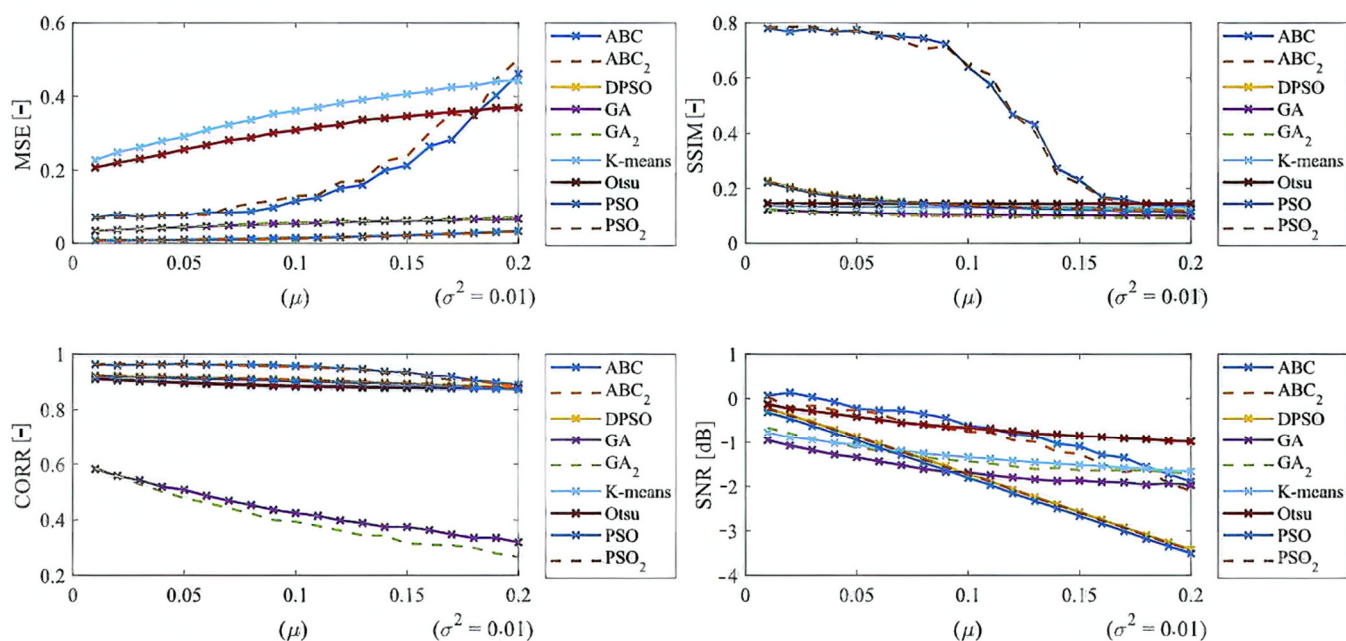 0.6
0.4
0.2
0
MSE [-]
0 0.05 0.1 0.15 0.2
(μ) (σ² = 0.01)
ABC
ABC₂
DPSO
GA
GA₂
K-means
Otsu
PSO
PSO₂
0.8
0.6
0.4
0.2
0
SSIM [-]
0 0.05 0.1 0.15 0.2
(μ) (σ² = 0.01)
ABC
ABC₂
DPSO
GA
GA₂
K-means
Otsu
PSO
PSO₂
1
0.8
0.6
0.4
0.2
CORR [-]
0 0.05 0.1 0.15 0.2
(μ) (σ² = 0.01)
ABC
ABC₂
DPSO
GA
GA₂
K-means
Otsu
PSO
PSO₂
1
0
-1
-2
-3
-4
SNR [dB]
0 0.05 0.1 0.15 0.2
(μ) (σ² = 0.01)
ABC
ABC₂
DPSO
GA
GA₂
K-means
Otsu
PSO
PSO₂